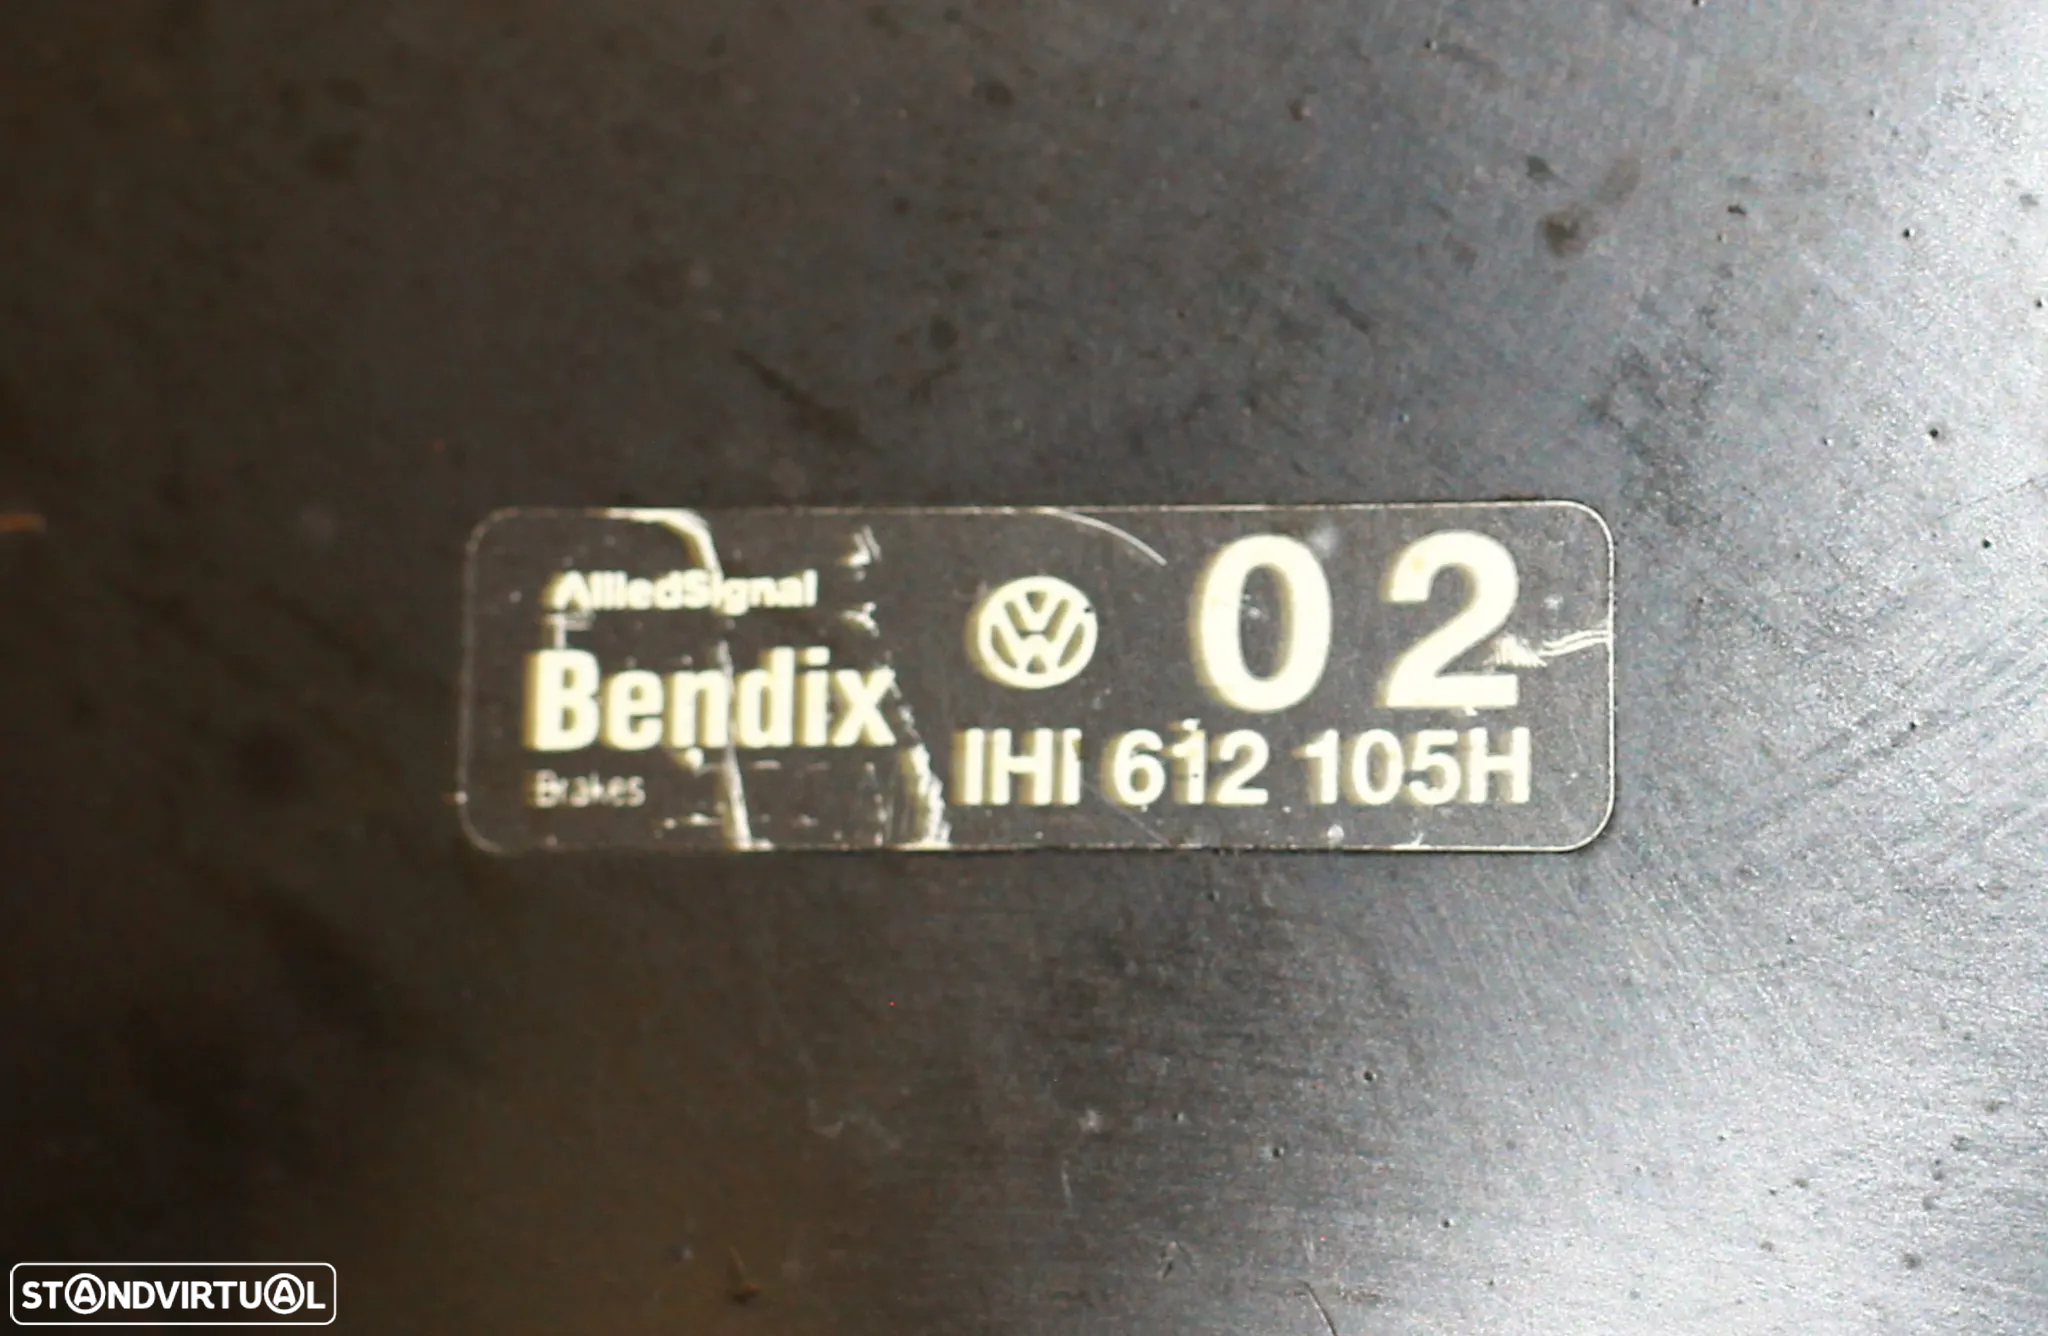 AlliedSignal
Bendix
Brakes
02
IHI 612 105H
STANDVIRTUAL